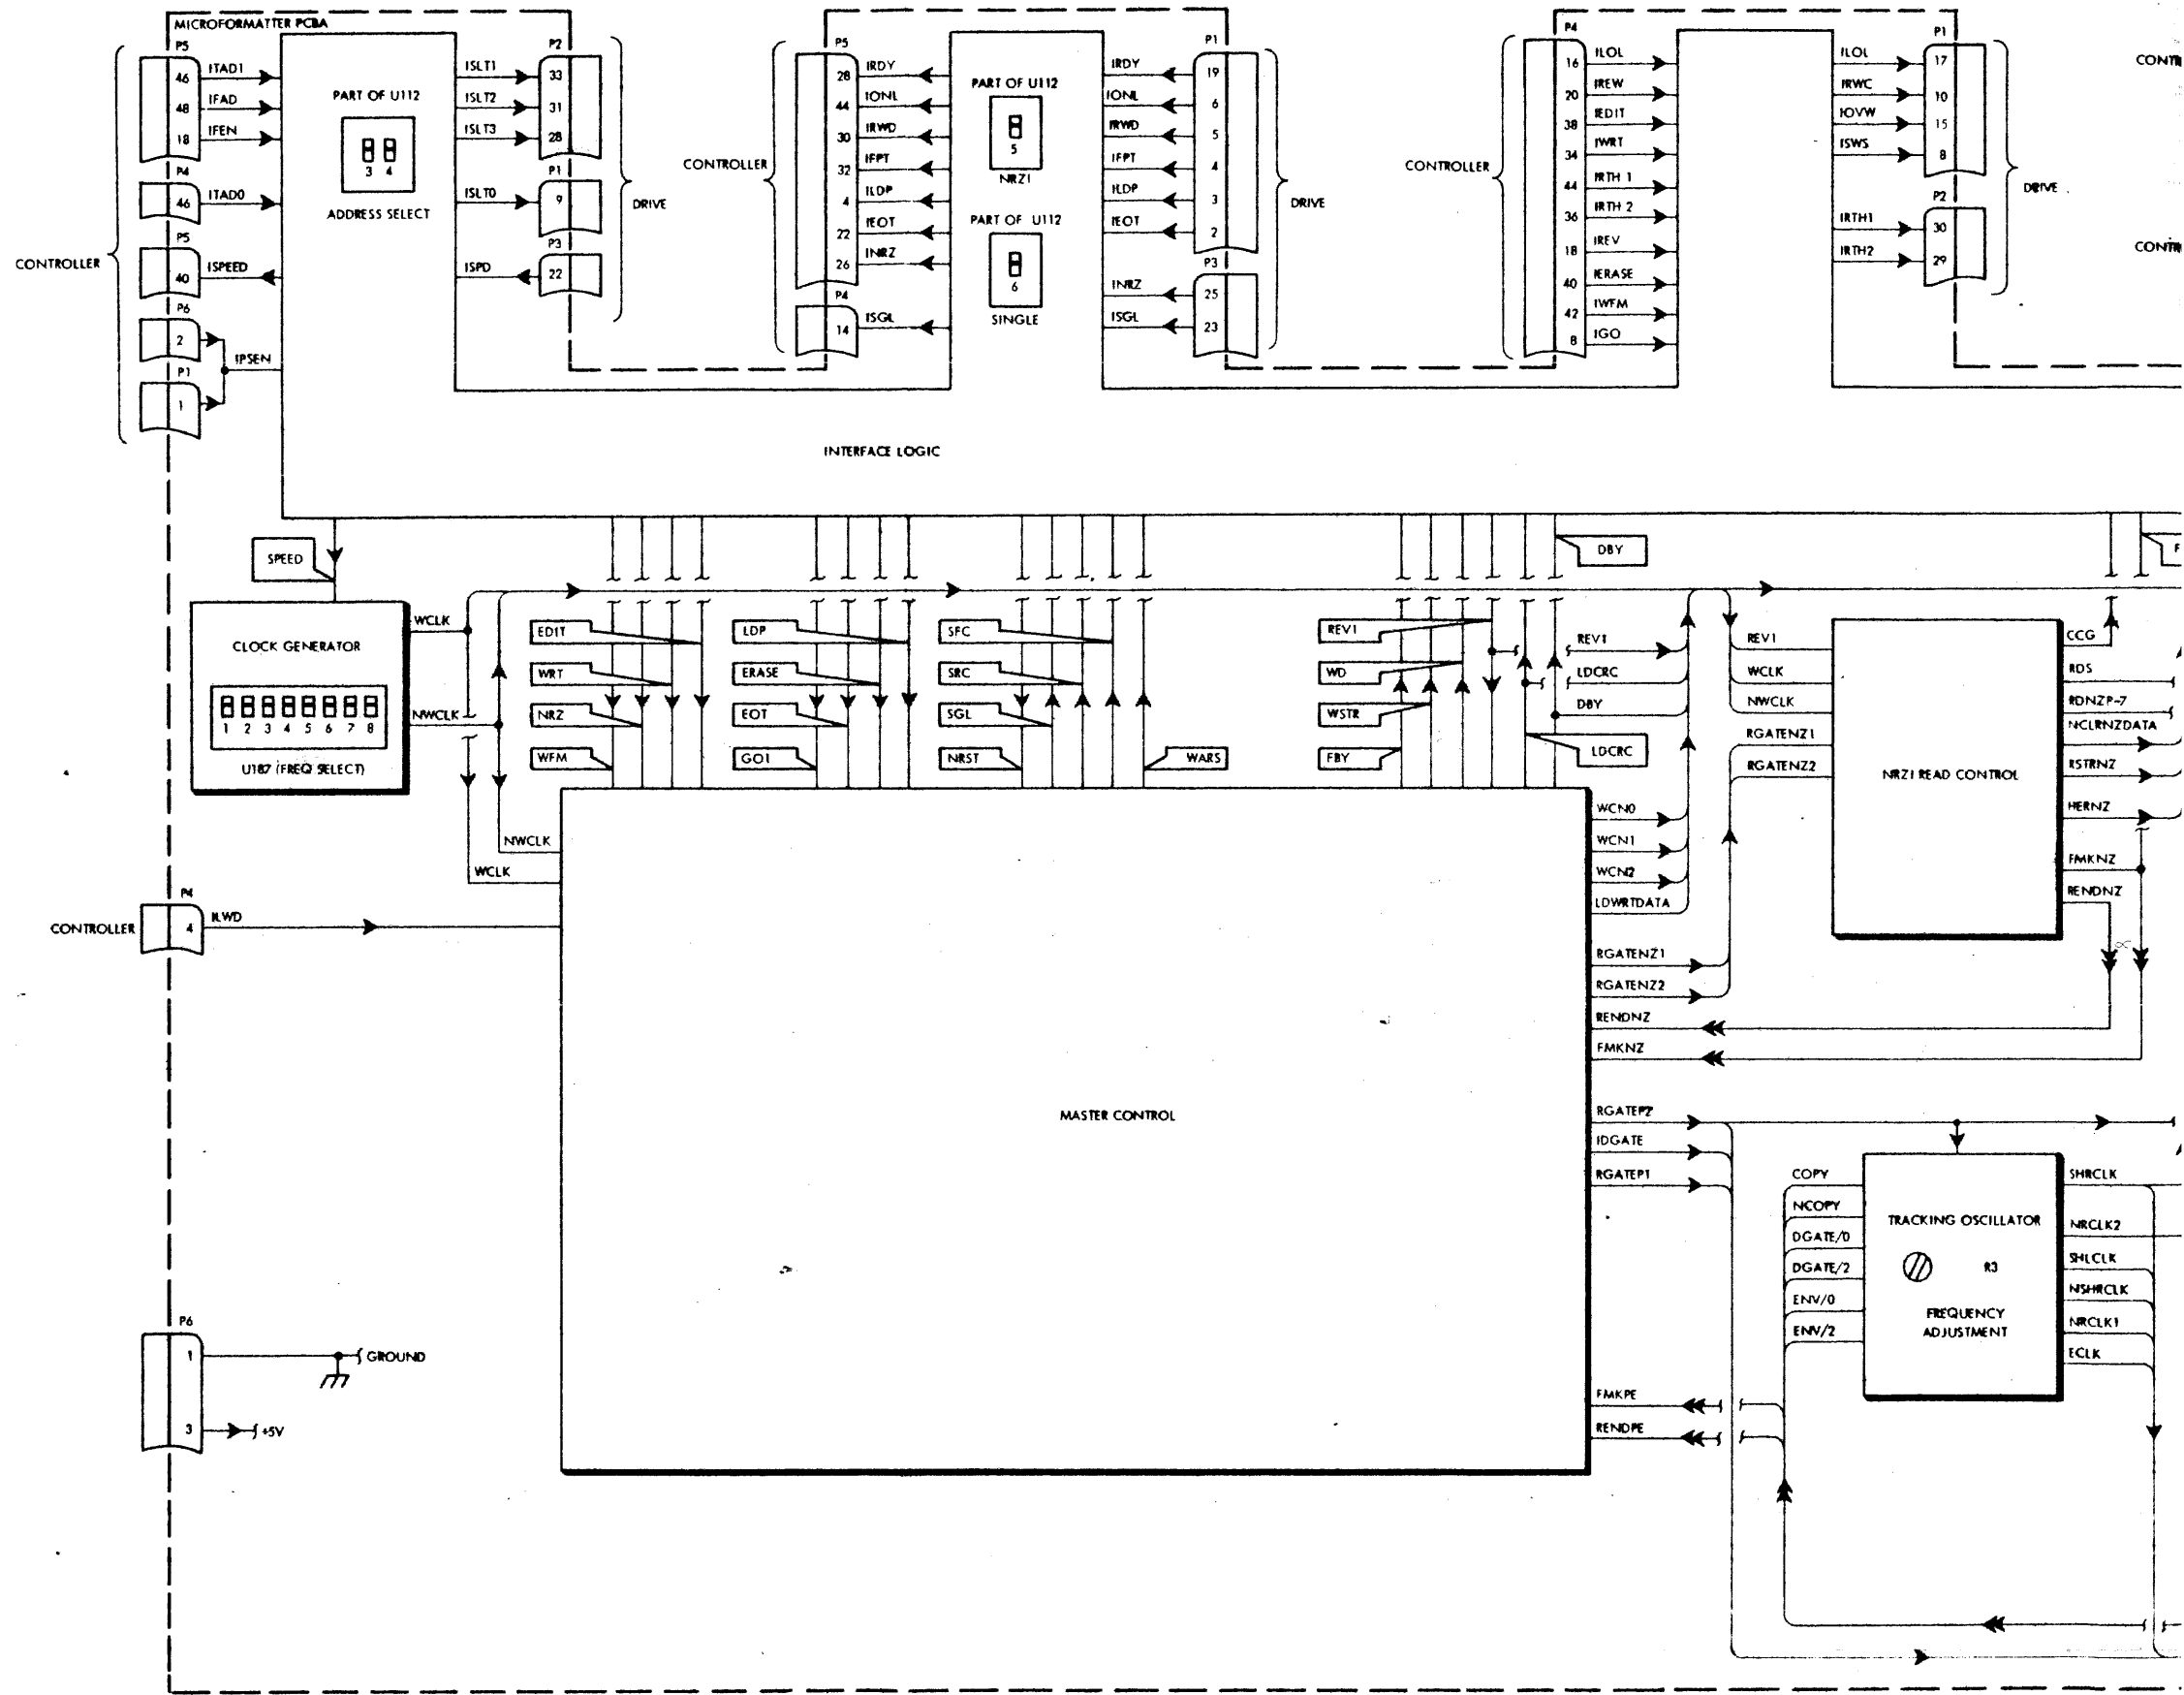 MICROFORMATTER PCBA
P5
46
ITAD1
48
IFAD
18
IFEN
P4
46
ITAD0
P5
40
ISPEED
P6
2
P1
1
IPSEN
CONTROLLER
PART OF U112
3 4
ADDRESS SELECT
ISLT1
ISLT2
ISLT3
ISLT0
ISPD
P2
33
31
28
P1
9
P3
22
DRIVE
CONTROLLER
P5
28
IRDY
44
IONL
30
IRWD
32
IFPT
4
ILDP
22
IEOT
26
INRZ
P4
14
ISGL
PART OF U112
5
NRZI
PART OF U112
6
SINGLE
IRDY
IONL
IRWD
IFPT
ILDP
IEOT
INRZ
ISGL
P1
19
6
5
4
3
2
P3
25
23
DRIVE
CONTROLLER
P4
16
ILOL
20
IREW
38
IEDIT
34
IWRT
44
IRTH 1
36
IRTH 2
18
IREV
40
IERASE
42
IWFM
8
IGO
ILOL
IRWC
IOVW
ISWS
IRTH1
IRTH2
P1
17
10
15
8
P2
30
29
DRIVE
INTERFACE LOGIC
SPEED
CLOCK GENERATOR
1 2 3 4 5 6 7 8
U187 (FREQ SELECT)
WCLK
NWCLK
NWCLK
WCLK
EDIT
WRT
NRZ
WFM
LDP
ERASE
EOT
GO1
SFC
SRC
SGL
NRST
WARS
REV1
WD
WSTR
FBY
DBY
REV1
LDCRC
DBY
LDCRC
REV1
WCLK
NWCLK
RGATENZ1
RGATENZ2
NRZI READ CONTROL
CCG
RDS
RDNZP-7
NCLRNZDATA
RSTRNZ
HERNZ
FMKNZ
RENDNZ
CONTROLLER
P4
4
ILWD
MASTER CONTROL
WCN0
WCN1
WCN2
LDWRTDATA
RGATENZ1
RGATENZ2
RENDNZ
FMKNZ
RGATEP2
IDGATE
RGATEP1
FMKPE
RENDPE
COPY
NCOPY
DGATE/0
DGATE/2
ENV/0
ENV/2
TRACKING OSCILLATOR
R3
FREQUENCY
ADJUSTMENT
SHRCLK
NRCLK2
SHLCLK
NSHRCLK
NRCLK1
ECLK
P6
1
GROUND
3
+5V